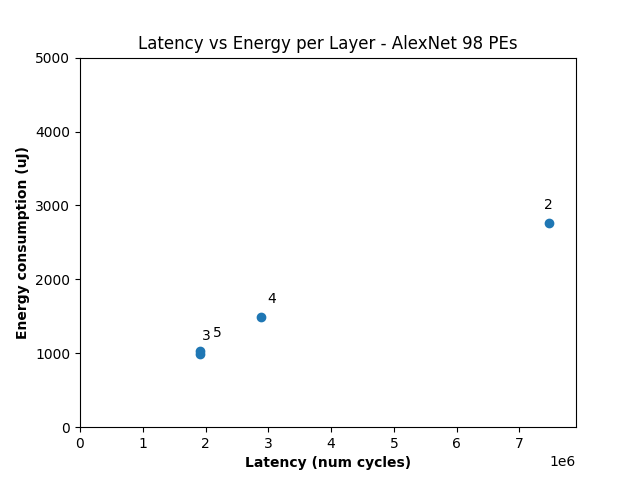 Latency vs Energy per Layer - AlexNet 98 PEs
5000
4000
3000
2000
1000
0
Energy consumption (uJ)
2
4
3 5
0 1 2 3 4 5 6 7
1e6
Latency (num cycles)